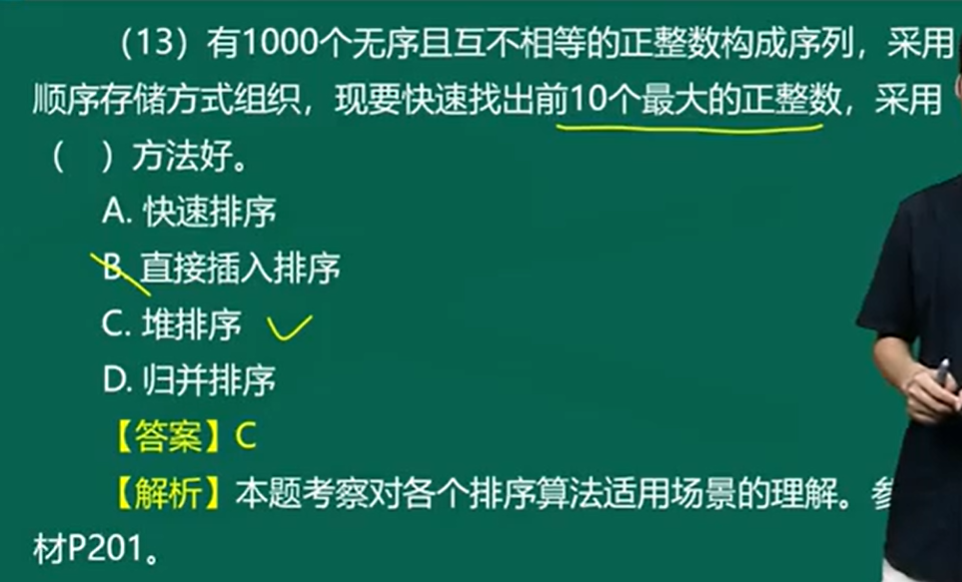 （13）有1000个无序且互不相等的正整数构成序列，采用
顺序存储方式组织，现要快速找出前10个最大的正整数，采用
（ ）方法好。
A. 快速排序
B. 直接插入排序
C. 堆排序
D. 归并排序
【答案】C
【解析】本题考察对各个排序算法适用场景的理解。参
材P201。